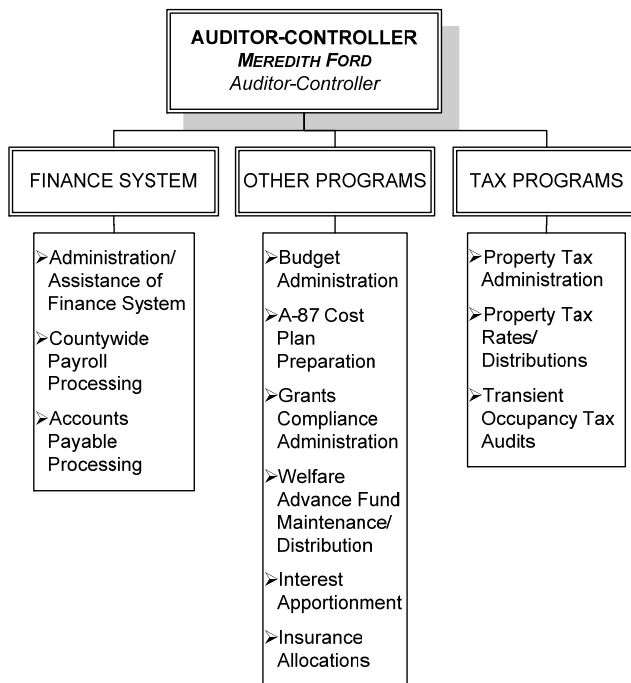 AUDITOR-CONTROLLER
MEREDITH FORD
Auditor-Controller
FINANCE SYSTEM
➢Administration/
Assistance of
Finance System
➢Countywide
Payroll
Processing
➢Accounts
Payable
Processing
OTHER PROGRAMS
➢Budget
Administration
➢A-87 Cost
Plan
Preparation
➢Grants
Compliance
Administration
➢Welfare
Advance Fund
Maintenance/
Distribution
➢Interest
Apportionment
➢Insurance
Allocations
TAX PROGRAMS
➢Property Tax
Administration
➢Property Tax
Rates/
Distributions
➢Transient
Occupancy Tax
Audits